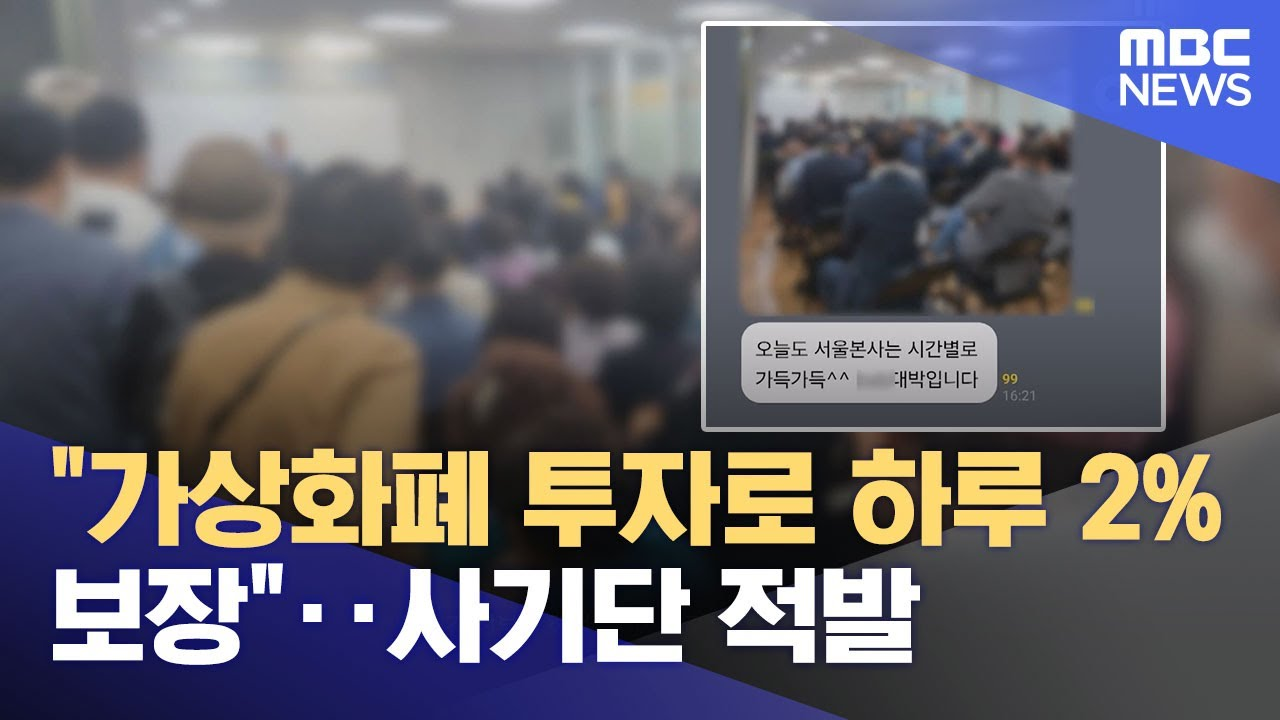 MBC
NEWS
오늘도 서울본사는 시간별로
가득가득^^ 대박입니다
99
16:21
"가상화폐 투자로 하루 2%
보장"‥사기단 적발